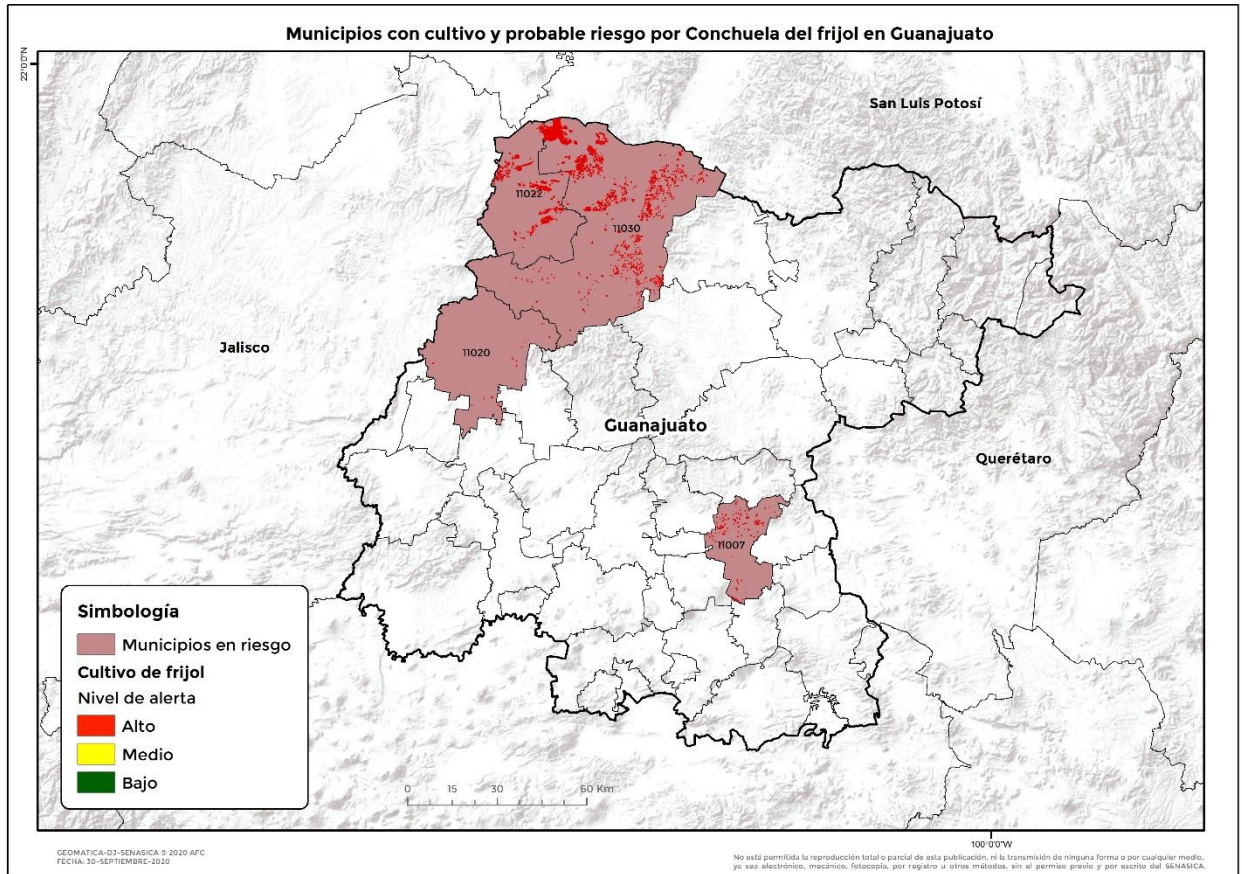 Municipios con cultivo y probable riesgo por Conchuela del frijol en Guanajuato
22°0'0"N
San Luis Potosí
11022
11030
Jalisco
11020
Guanajuato
Querétaro
11007
Simbología
Municipios en riesgo
Cultivo de frijol
Nivel de alerta
Alto
Medio
Bajo
0 15 30 60 Km
100°0'0"W
GEOMATICA-DJ-SENASICA © 2020 AFC
FECHA: 30-SEPTIEMBRE-2020
No está permitida la reproducción total o parcial de esta publicación, ni la transmisión de ninguna forma o por cualquier medio,
ya sea electrónico, mecánico, fotocopia, por registro u otros métodos, sin el permiso previo y por escrito del SENASICA.